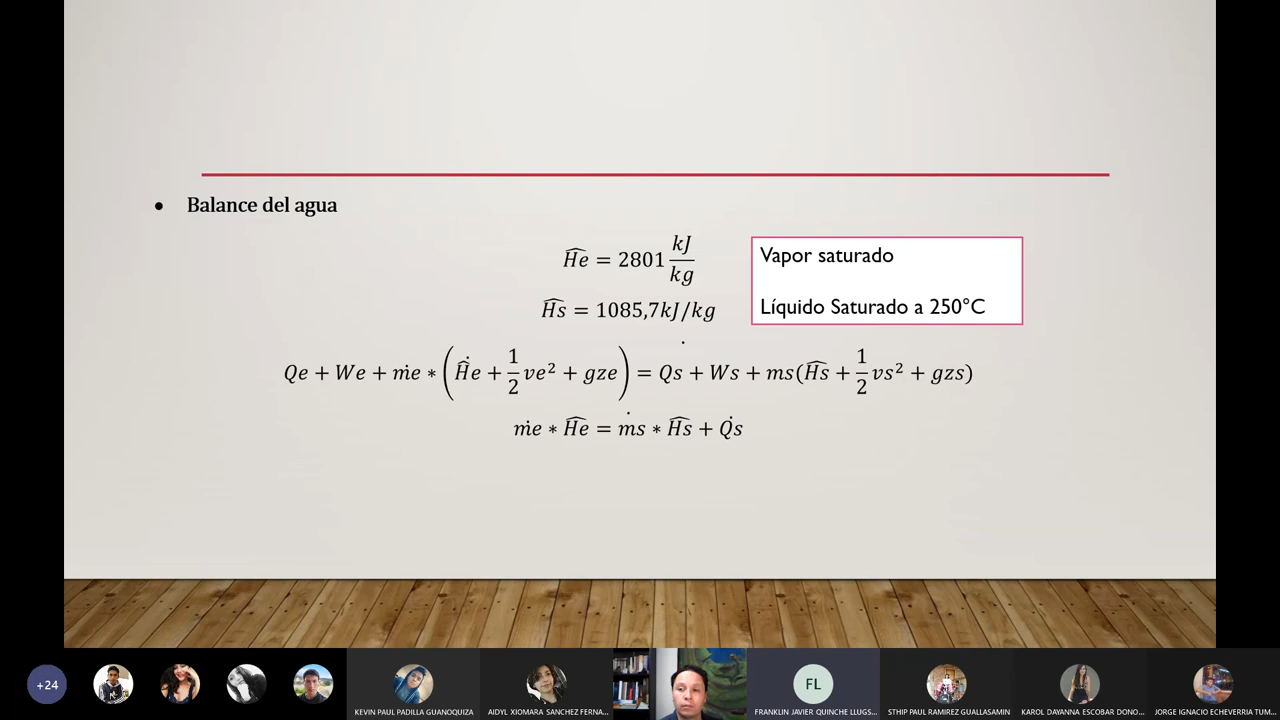 • Balance del agua
Ĥe = 2801 kJ/kg
Vapor saturado
Ĥs = 1085,7kJ/kg
Líquido Saturado a 250°C
Qe + We + ṁe ∗ (Ĥe + 1/2 ve² + gze) = Qs + Ws + ms(Ĥs + 1/2 vs² + gzs)
ṁe ∗ Ĥe = ṁs ∗ Ĥs + Q̇s
+24
FL
KEVIN PAUL PADILLA GUANOQUIZA
AIDYL XIOMARA SANCHEZ FERNA...
FRANKLIN JAVIER QUINCHE LLUGS...
STHIP PAUL RAMIREZ GUALLASAMIN
KAROL DAYANNA ESCOBAR DONO...
JORGE IGNACIO ECHEVERRIA TUM...